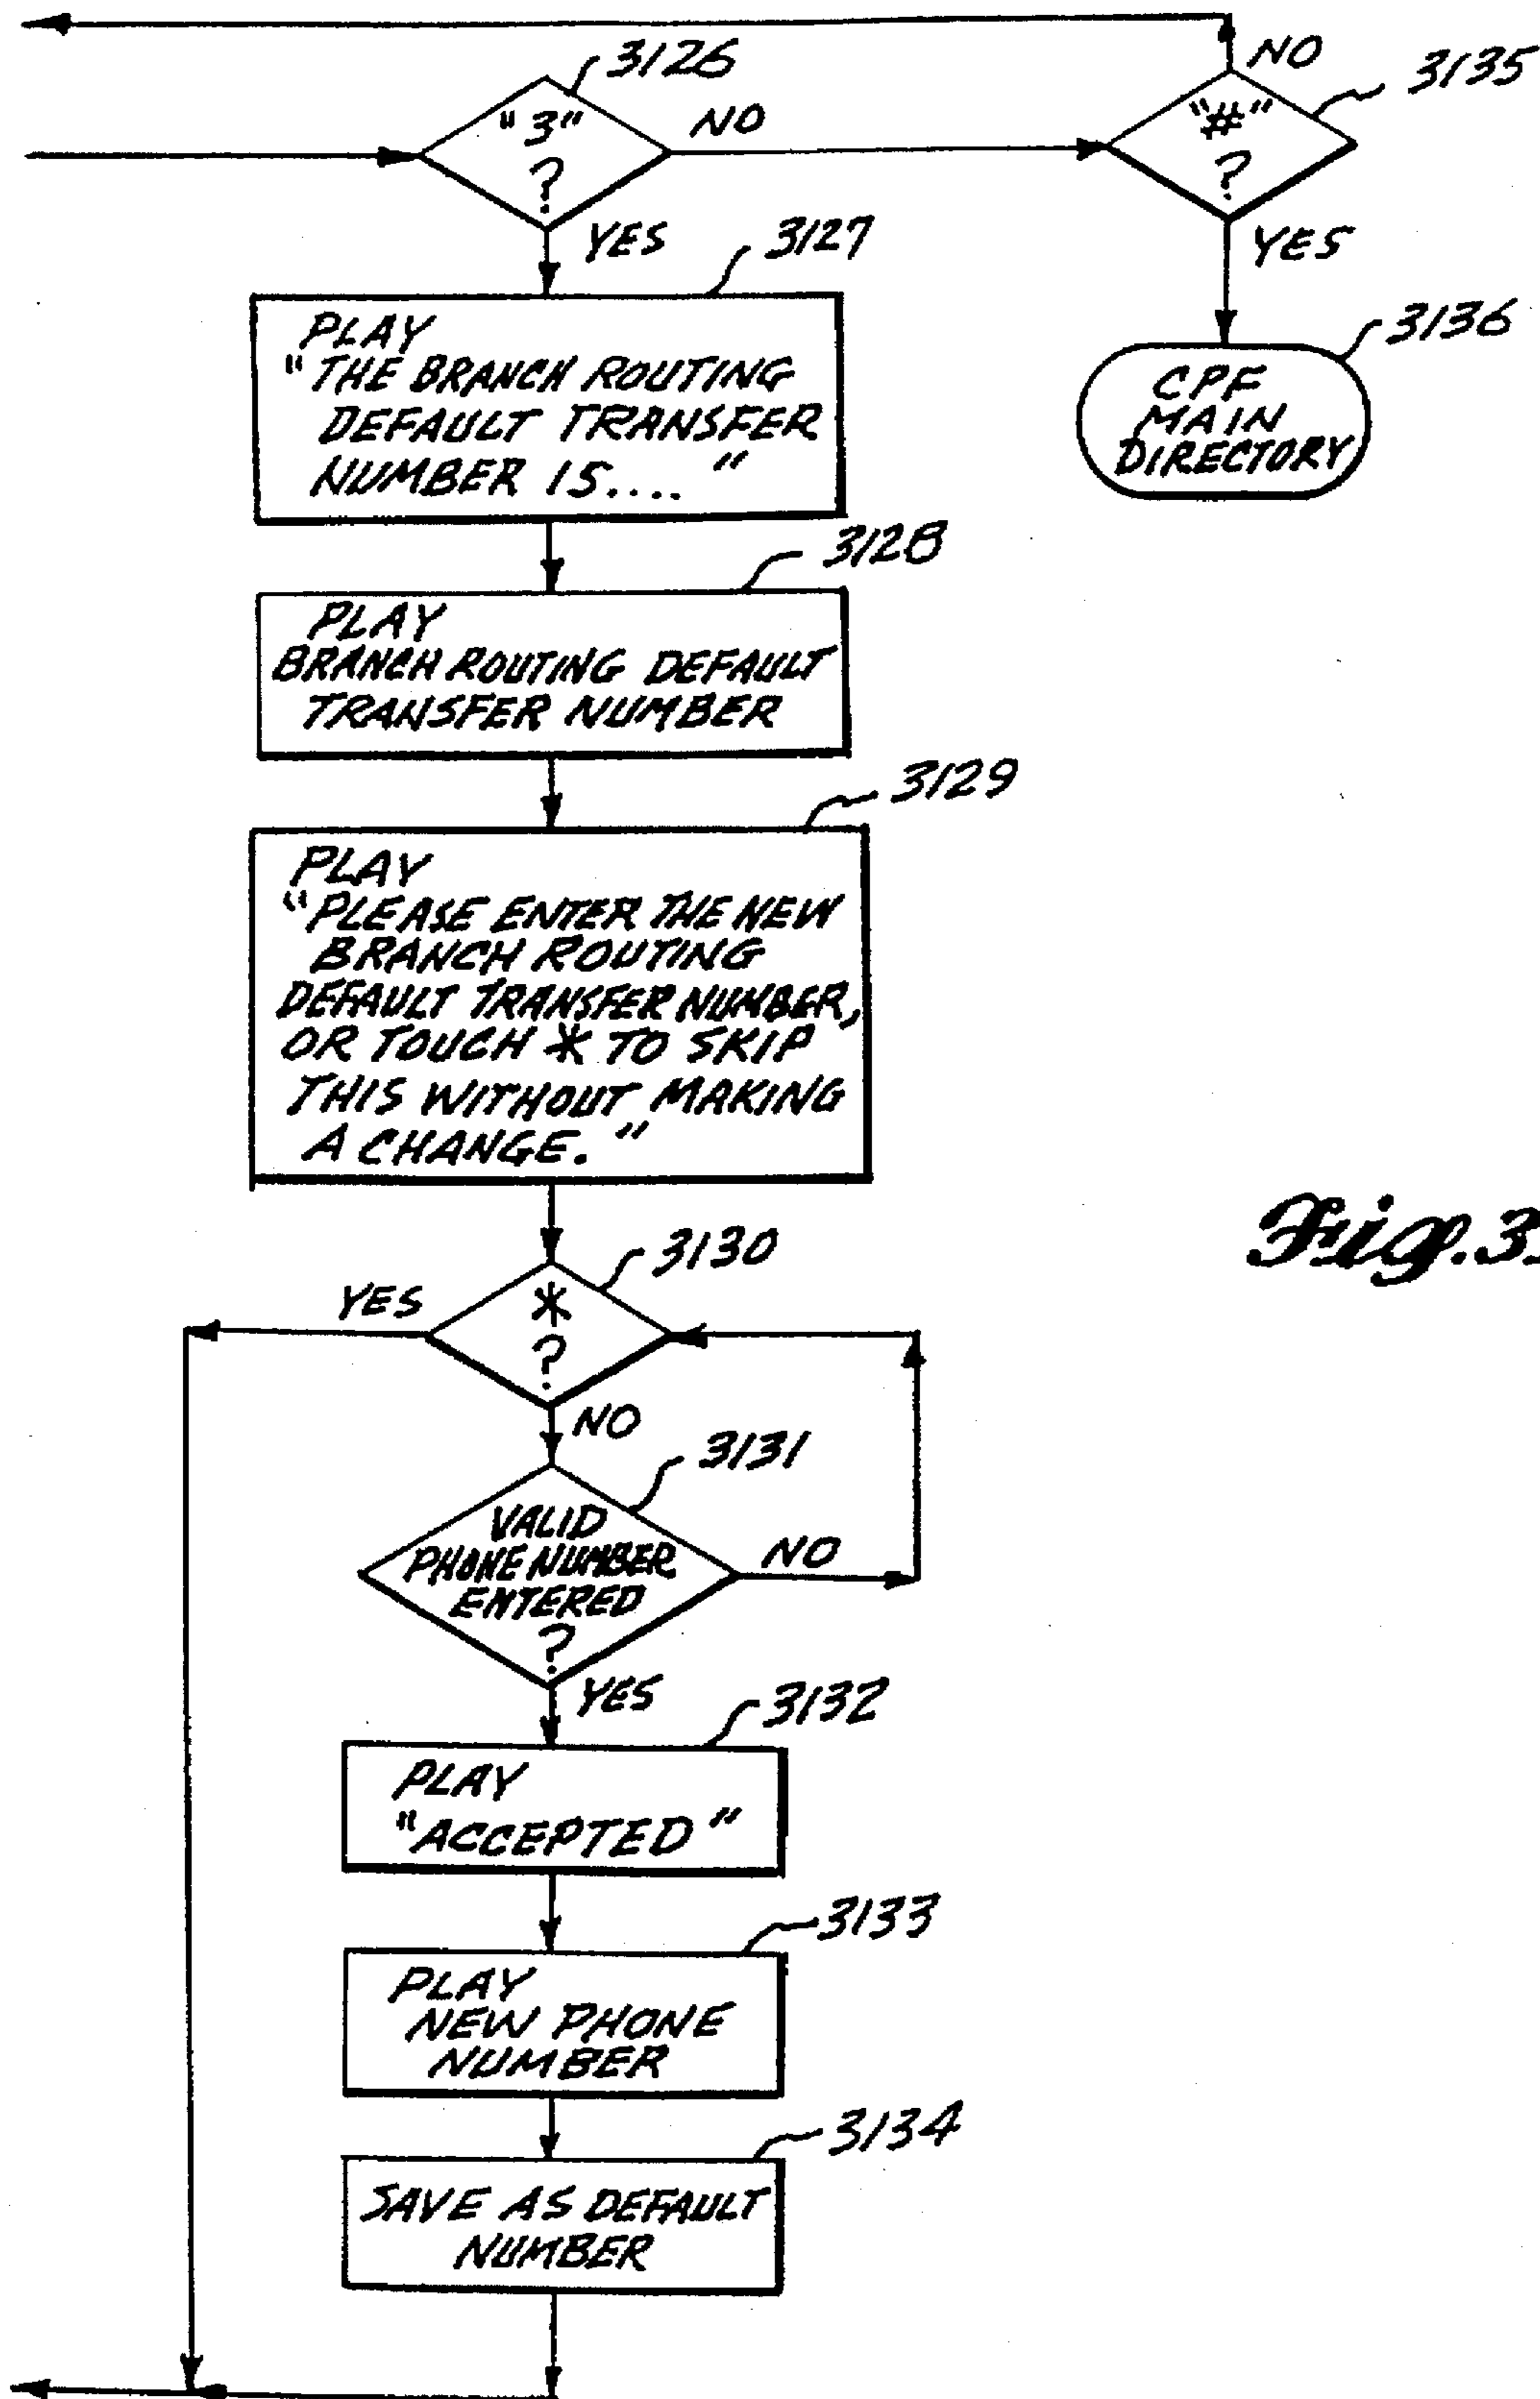 3126
NO
3135
"3"
?
NO
"#"
?
YES
3127
YES
3136
PLAY
"THE BRANCH ROUTING
DEFAULT TRANSFER
NUMBER IS...."
CPF
MAIN
DIRECTORY
3128
PLAY
BRANCH ROUTING DEFAULT
TRANSFER NUMBER
3129
PLAY
"PLEASE ENTER THE NEW
BRANCH ROUTING
DEFAULT TRANSFER NUMBER,
OR TOUCH * TO SKIP
THIS WITHOUT MAKING
A CHANGE."
Fig.3
3130
YES
*
?
NO
3131
VALID
PHONE NUMBER
ENTERED
?
NO
YES
3132
PLAY
"ACCEPTED"
3133
PLAY
NEW PHONE
NUMBER
3134
SAVE AS DEFAULT
NUMBER